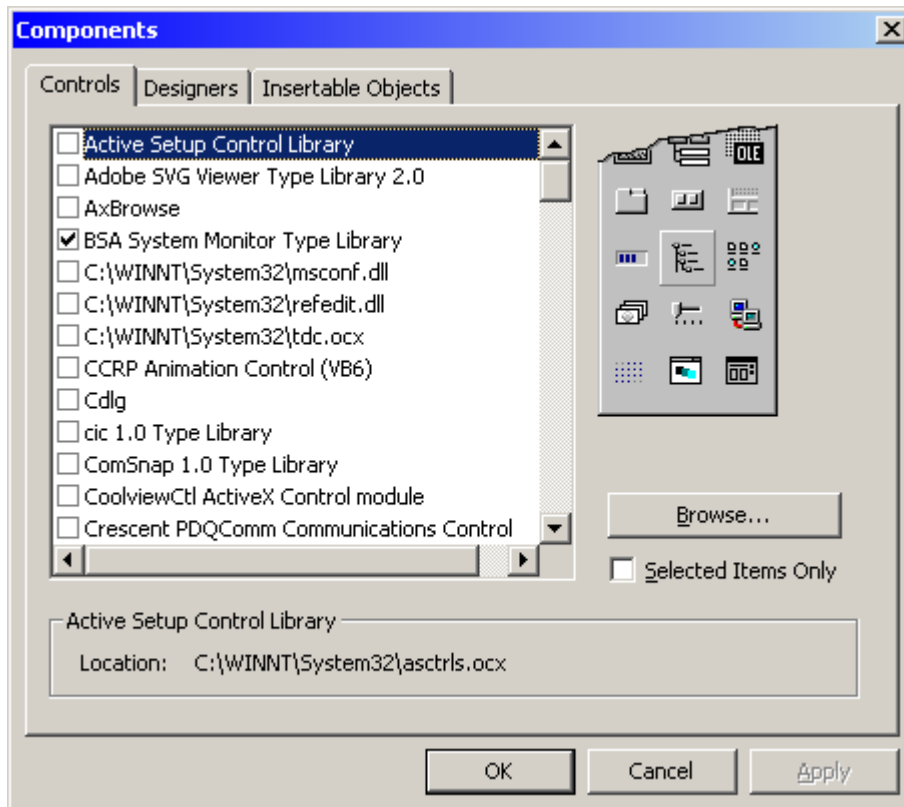 Components
Controls Designers Insertable Objects
Active Setup Control Library
Adobe SVG Viewer Type Library 2.0
AxBrowse
BSA System Monitor Type Library
C:\WINNT\System32\msconf.dll
C:\WINNT\System32\refedit.dll
C:\WINNT\System32\tdc.ocx
CCRP Animation Control (VB6)
Cdlg
cic 1.0 Type Library
ComSnap 1.0 Type Library
CoolviewCtl ActiveX Control module
Crescent PDQComm Communications Control
OLE
Browse...
Selected Items Only
Active Setup Control Library
Location: C:\WINNT\System32\asctrls.ocx
OK Cancel Apply